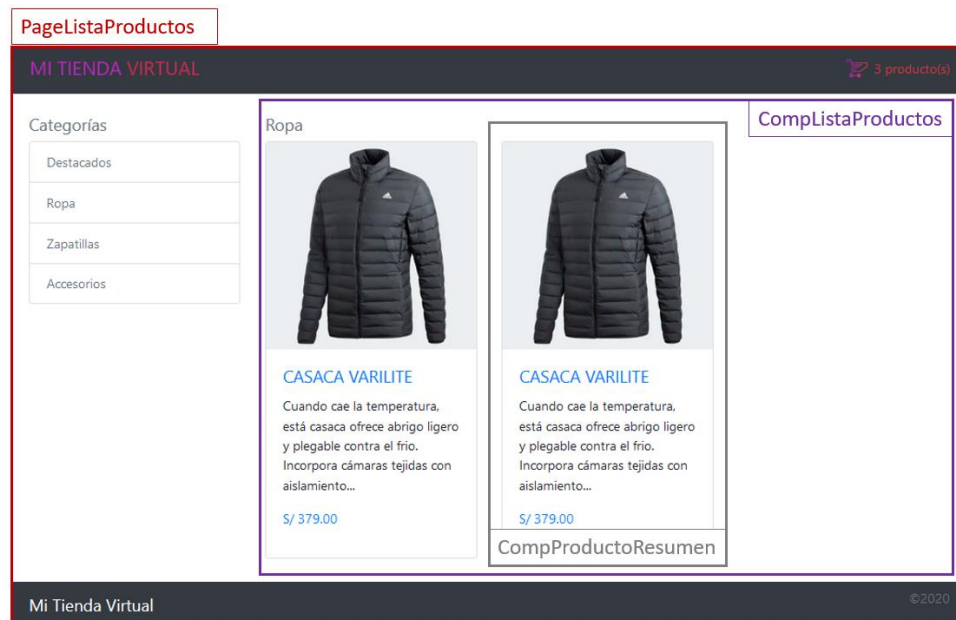 PageListaProductos
MI TIENDA VIRTUAL
3 producto(s)
CompListaProductos
Categorías
Destacados
Ropa
Zapatillas
Accesorios
Ropa
CASACA VARILITE
Cuando cae la temperatura,
está casaca ofrece abrigo ligero
y plegable contra el frio.
Incorpora cámaras tejidas con
aislamiento...
S/ 379.00
CASACA VARILITE
Cuando cae la temperatura,
está casaca ofrece abrigo ligero
y plegable contra el frio.
Incorpora cámaras tejidas con
aislamiento...
S/ 379.00
CompProductoResumen
Mi Tienda Virtual
©2020